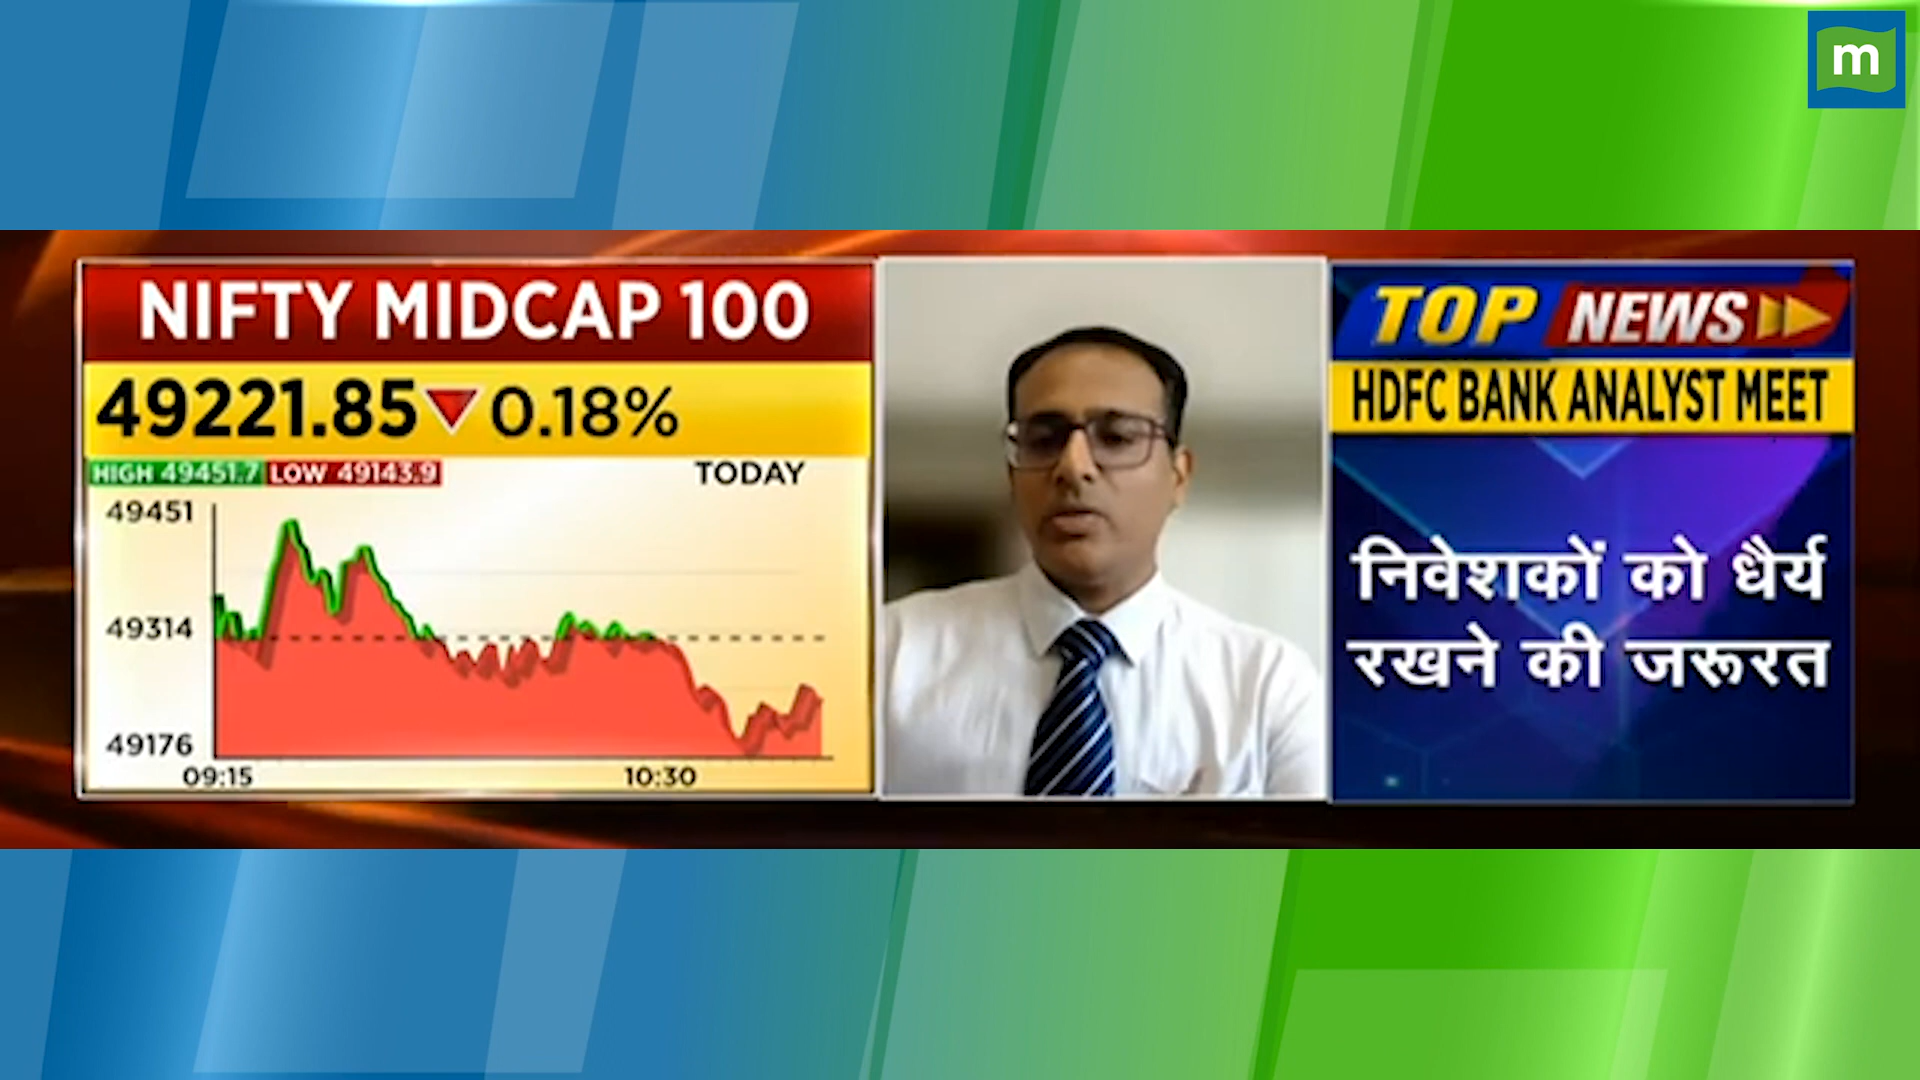 m
NIFTY MIDCAP 100
49221.85 0.18%
HIGH 49451.7 LOW 49143.9
TODAY
49451
49314
49176
09:15 10:30
TOP NEWS
HDFC BANK ANALYST MEET
निवेशकों को धैर्य
रखने की जरूरत